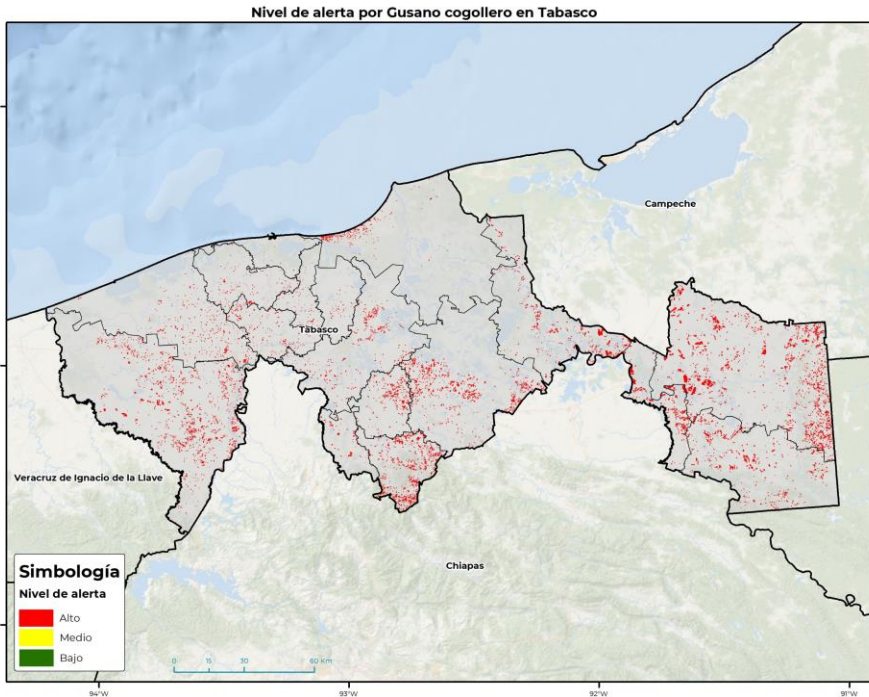 Nivel de alerta por Gusano cogollero en Tabasco
Campeche
Tabasco
Veracruz de Ignacio de la Llave
Chiapas
Simbología
Nivel de alerta
Alto
Medio
Bajo
0 15 30 60 Km
94°W 93°W 92°W 91°W